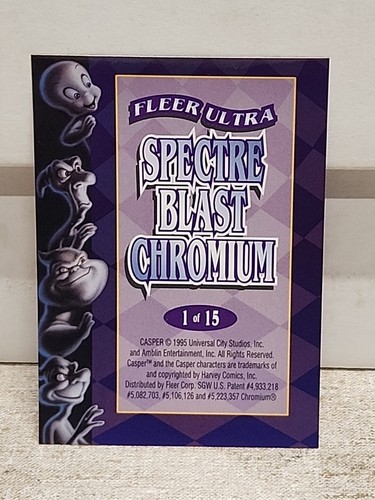 FLEER ULTRA
SPECTRE
BLAST
CHROMIUM
1 of 15
CASPER © 1995 Universal City Studios, Inc.
and Amblin Entertainment, Inc. All Rights Reserved.
Casper™ and the Casper characters are trademarks of
and copyrighted by Harvey Comics, Inc.
Distributed by Fleer Corp. SGW U.S. Patent #4,933,218
#5,082,703, #5,106,126 and #5,223,357 Chromium®